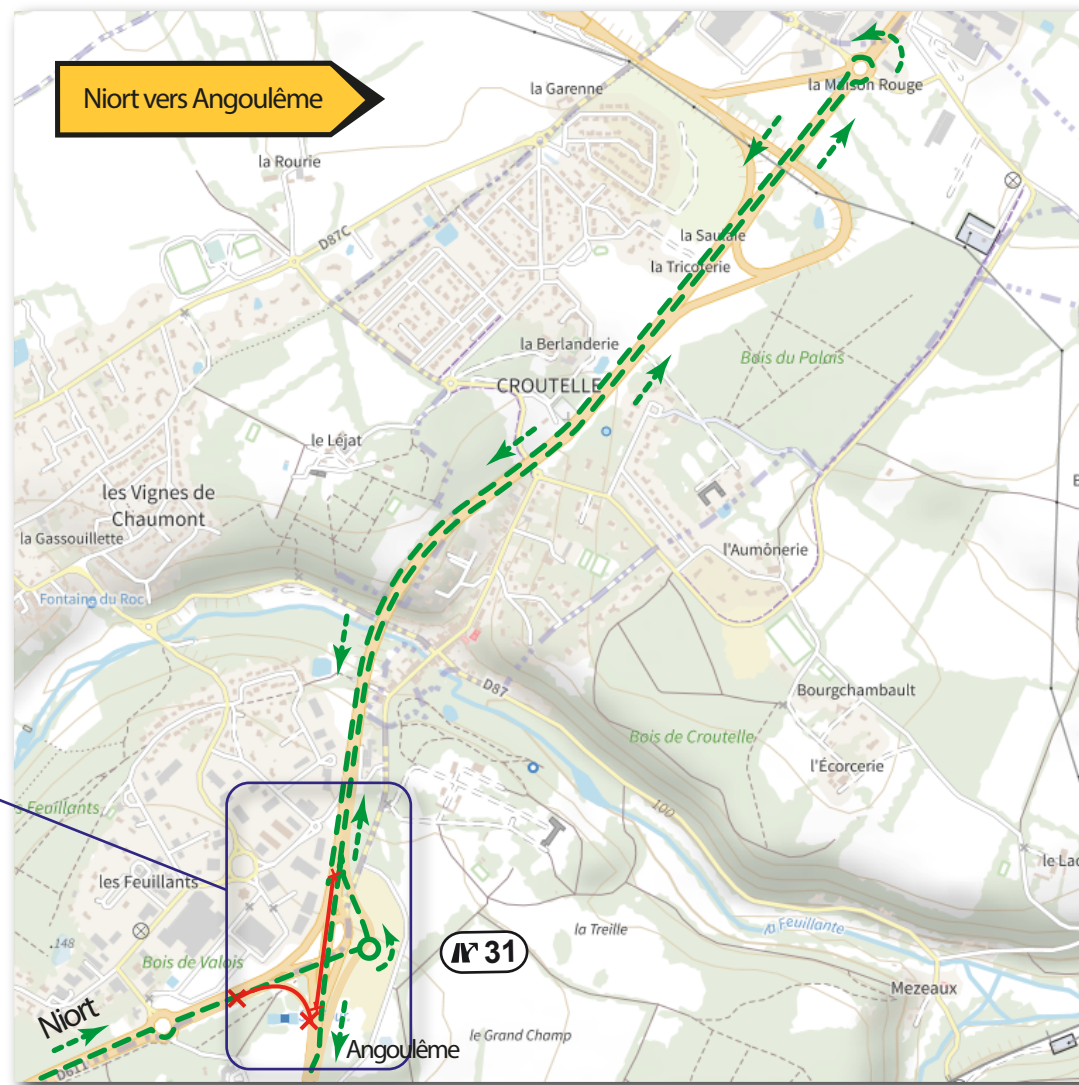 Niort vers Angoulême
la Garenne
la Maison Rouge
la Rourie
D87C
la Saulaie
la Tricoterie
la Berlanderie
Bois du Palais
CROUTELLE
le Léjat
les Vignes de
Chaumont
la Gassouillette
l'Aumônerie
Fontaine du Roc
D87
Bourgchambault
Bois de Croutelle
l'Écorcerie
100
Feuillants
les Feuillants
la Treille
la Feuillante
148
31
Bois de Valois
Mezeaux
Niort
le Grand Champ
Angoulême
D611